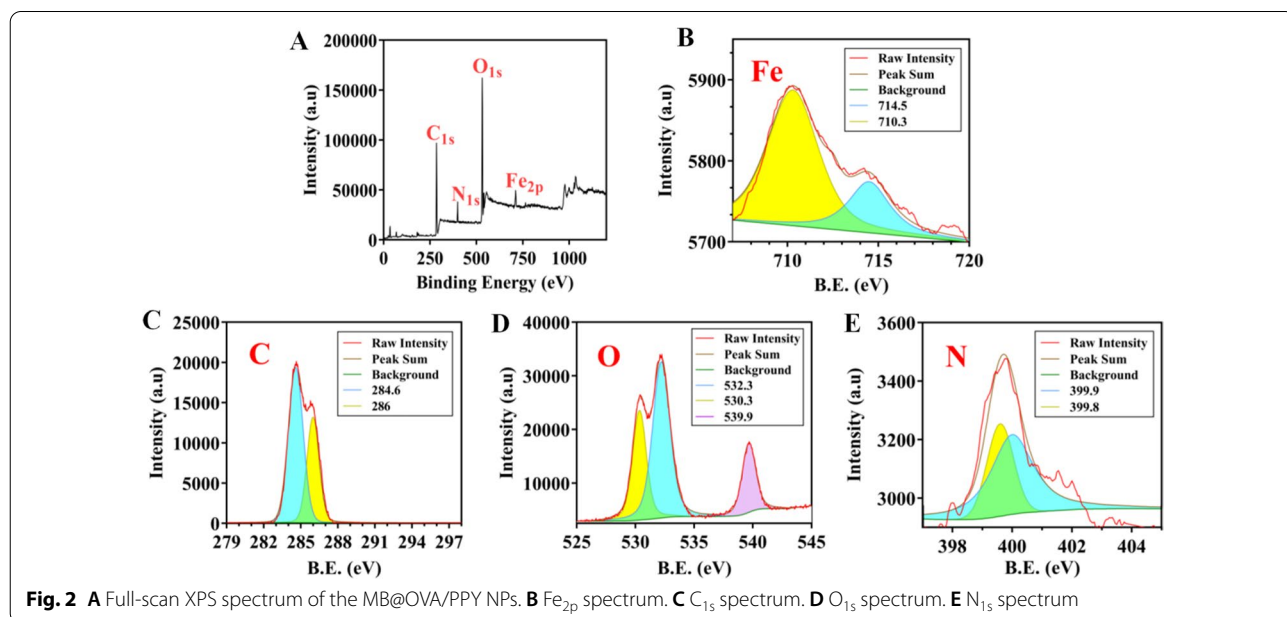 A
200000
150000
100000
50000
0
Intensity (a.u)
C1s
N1s
O1s
Fe2p
0 250 500 750 1000
Binding Energy (eV)
B
Fe
5900
5800
5700
Intensity (a.u)
Raw Intensity
Peak Sum
Background
714.5
710.3
710 715 720
B.E. (eV)
C
C
25000
20000
15000
10000
5000
0
Intensity (a.u)
Raw Intensity
Peak Sum
Background
284.6
286
279 282 285 288 291 294 297
B.E. (eV)
D
O
40000
30000
20000
10000
Intensity (a.u)
Raw Intensity
Peak Sum
Background
532.3
530.3
539.9
525 530 535 540 545
B.E. (eV)
E
N
3600
3400
3200
3000
Intensity (a.u)
Raw Intensity
Peak Sum
Background
399.9
399.8
398 400 402 404
B.E. (eV)
Fig. 2 A Full-scan XPS spectrum of the MB@OVA/PPY NPs. B Fe2p spectrum. C C1s spectrum. D O1s spectrum. E N1s spectrum